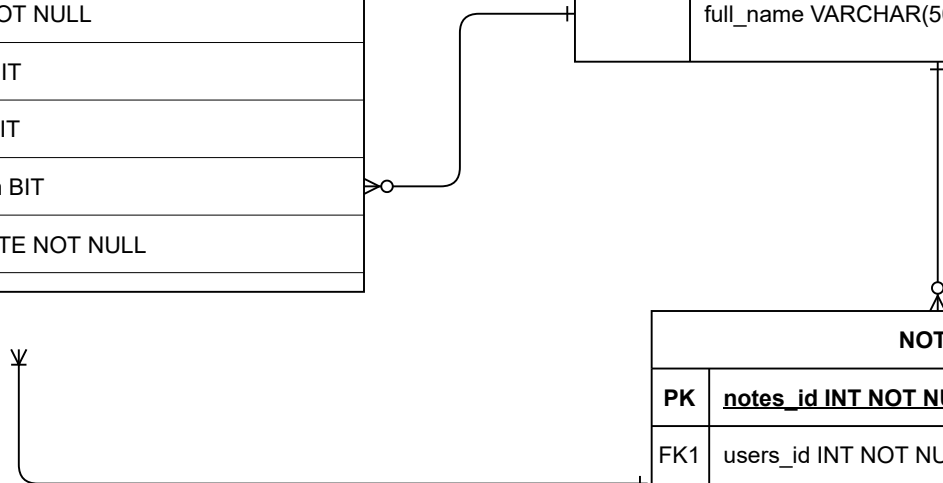 OT NULL
full_name VARCHAR(50
IT
IT
BIT
TE NOT NULL
NOT
PK notes_id INT NOT NU
FK1 users_id INT NOT NU